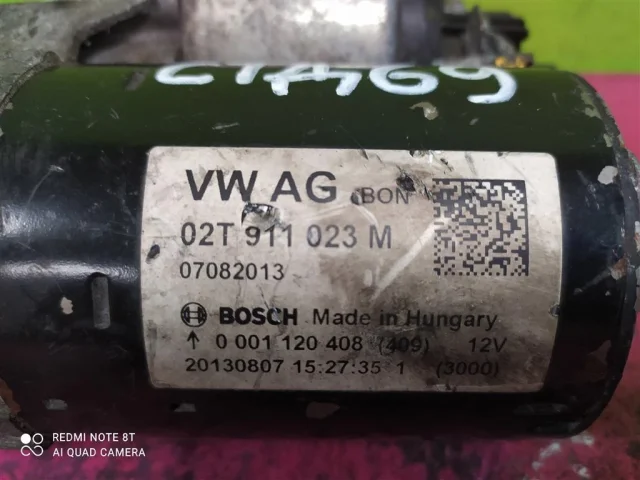 VW AG BON
02T 911 023 M
07082013
BOSCH Made in Hungary
↑ 0 001 120 408 (409) 12V
20130807 15:27:35 1 (3000)
REDMI NOTE 8T
AI QUAD CAMERA